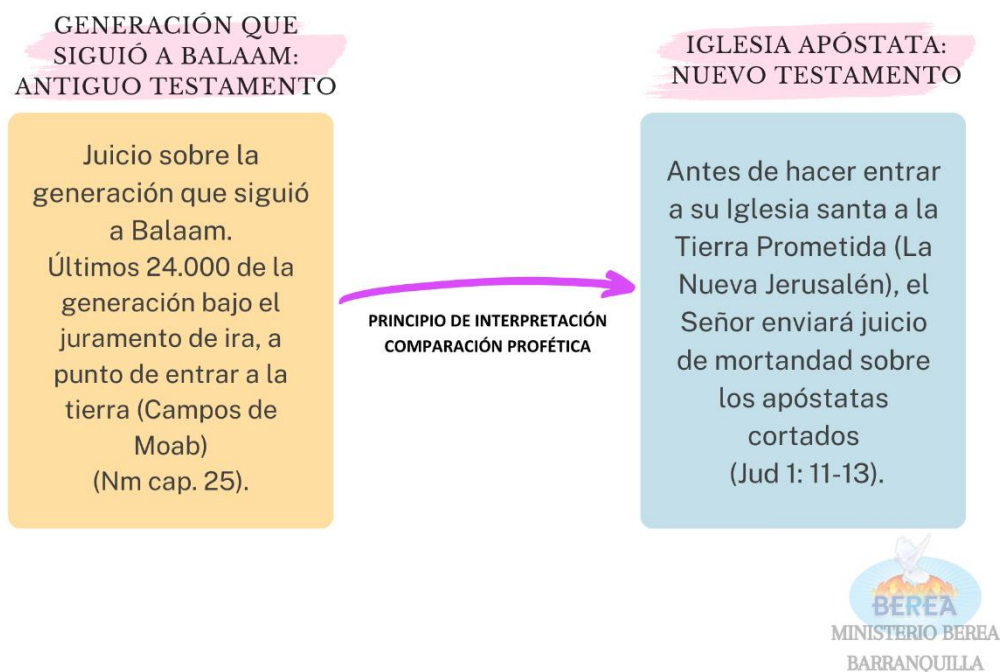 GENERACIÓN QUE
SIGUIÓ A BALAAM:
ANTIGUO TESTAMENTO
Juicio sobre la
generación que siguió
a Balaam.
Últimos 24.000 de la
generación bajo el
juramento de ira, a
punto de entrar a la
tierra (Campos de
Moab)
(Nm cap. 25).
PRINCIPIO DE INTERPRETACIÓN
COMPARACIÓN PROFÉTICA
IGLESIA APÓSTATA:
NUEVO TESTAMENTO
Antes de hacer entrar
a su Iglesia santa a la
Tierra Prometida (La
Nueva Jerusalén), el
Señor enviará juicio
de mortandad sobre
los apóstatas
cortados
(Jud 1: 11-13).
BEREA
MINISTERIO BEREA
BARRANQUILLA